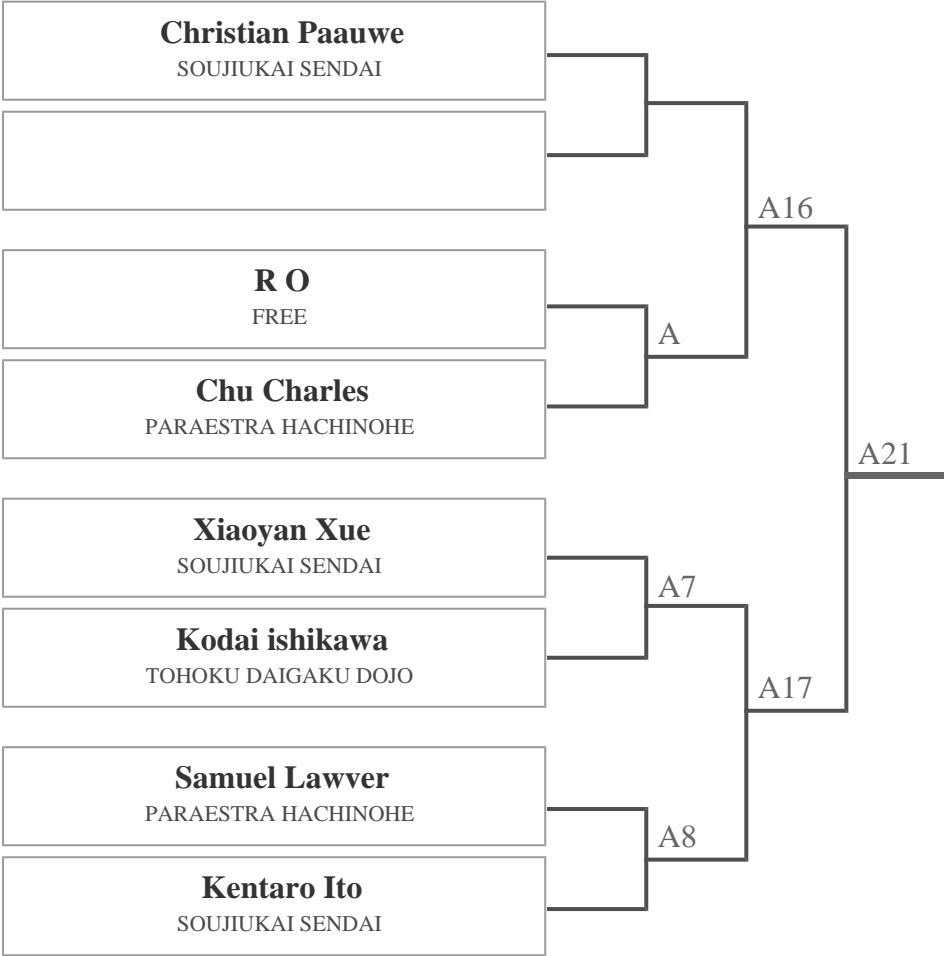 Christian Paauwe
SOUJIUKAI SENDAI
A16
R O
FREE
A
Chu Charles
PARAESTRA HACHINOHE
A21
Xiaoyan Xue
SOUJIUKAI SENDAI
A7
Kodai ishikawa
TOHOKU DAIGAKU DOJO
A17
Samuel Lawver
PARAESTRA HACHINOHE
A8
Kentaro Ito
SOUJIUKAI SENDAI